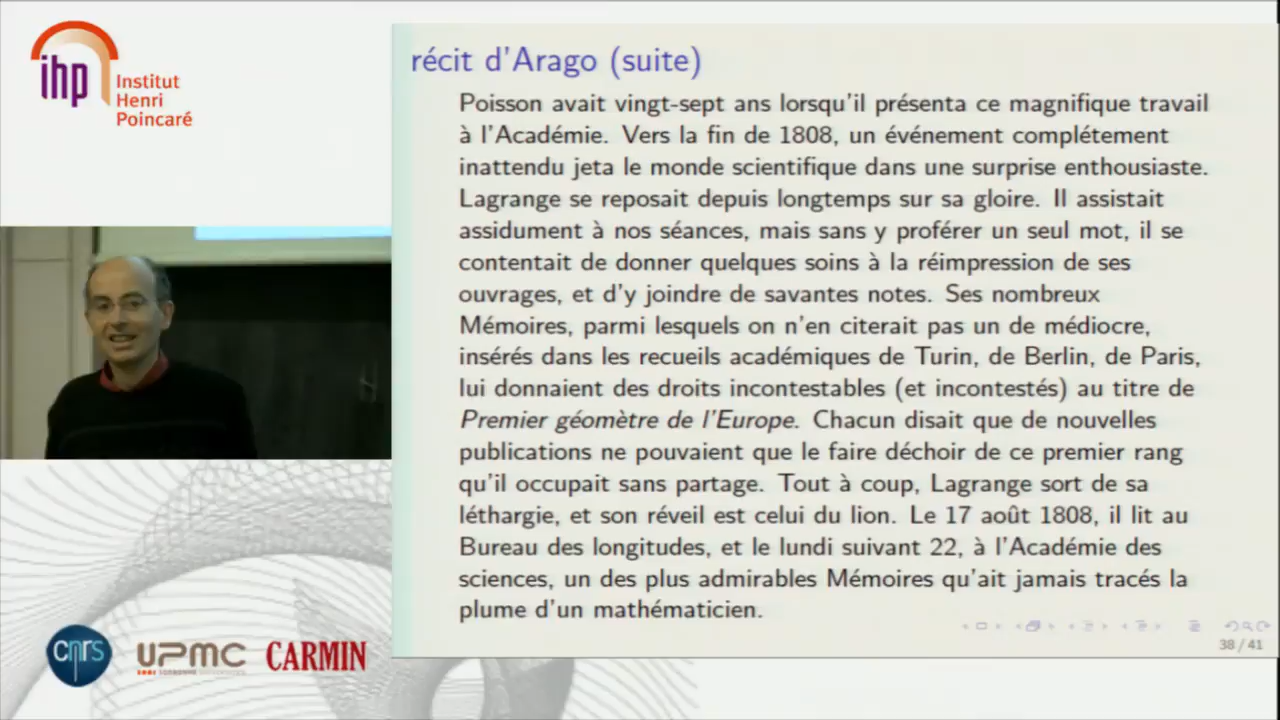 ihp
Institut
Henri
Poincaré
récit d'Arago (suite)
Poisson avait vingt-sept ans lorsqu'il présenta ce magnifique travail
à l'Académie. Vers la fin de 1808, un événement complétement
inattendu jeta le monde scientifique dans une surprise enthousiaste.
Lagrange se reposait depuis longtemps sur sa gloire. Il assistait
assidument à nos séances, mais sans y proférer un seul mot, il se
contentait de donner quelques soins à la réimpression de ses
ouvrages, et d'y joindre de savantes notes. Ses nombreux
Mémoires, parmi lesquels on n'en citerait pas un de médiocre,
insérés dans les recueils académiques de Turin, de Berlin, de Paris,
lui donnaient des droits incontestables (et incontestés) au titre de
Premier géomètre de l'Europe. Chacun disait que de nouvelles
publications ne pouvaient que le faire déchoir de ce premier rang
qu'il occupait sans partage. Tout à coup, Lagrange sort de sa
léthargie, et son réveil est celui du lion. Le 17 août 1808, il lit au
Bureau des longitudes, et le lundi suivant 22, à l'Académie des
sciences, un des plus admirables Mémoires qu'ait jamais tracés la
plume d'un mathématicien.
38 / 41
cnrs
UPMC
CARMIN